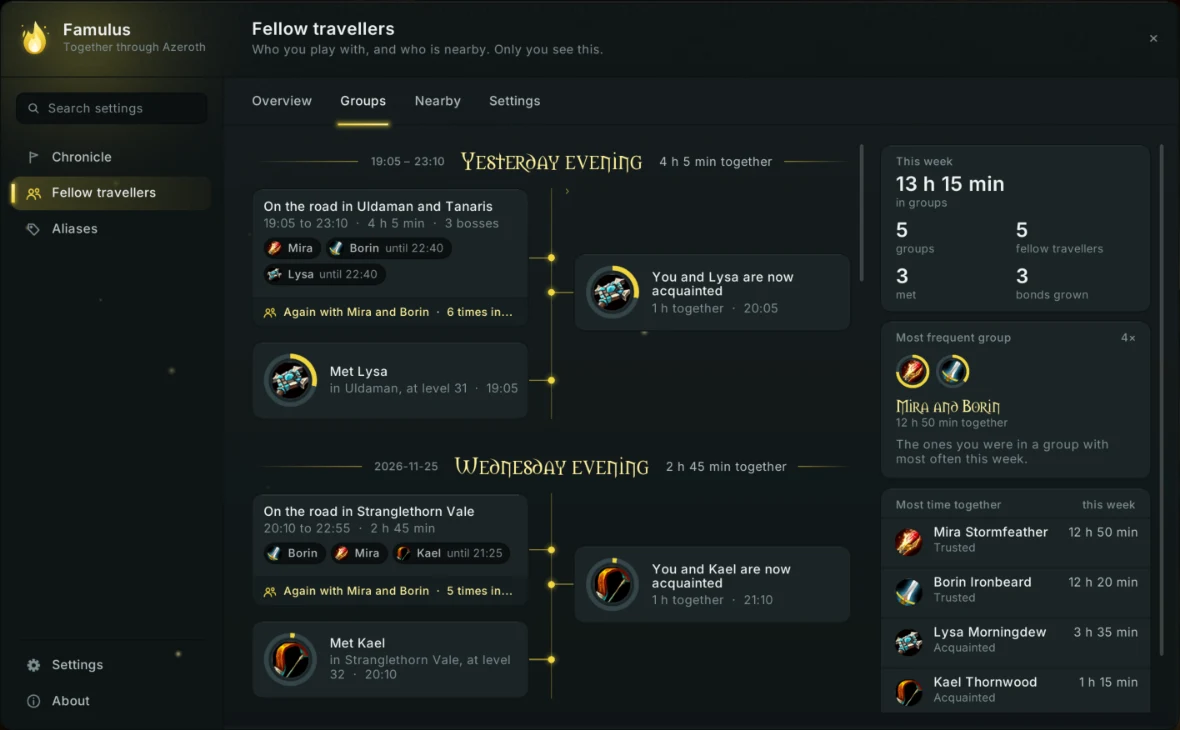 Famulus
Together through Azeroth
Fellow travellers
Who you play with, and who is nearby. Only you see this.
×
Search settings
Chronicle
Fellow travellers
Aliases
Settings
About
Overview
Groups
Nearby
Settings
19:05 – 23:10
Yesterday evening
4 h 5 min together
On the road in Uldaman and Tanaris
19:05 to 23:10 · 4 h 5 min · 3 bosses
Mira
Borin until 22:40
Lysa until 22:40
Again with Mira and Borin · 6 times in...
You and Lysa are now
acquainted
1 h together · 20:05
Met Lysa
in Uldaman, at level 31 · 19:05
2026-11-25
Wednesday evening
2 h 45 min together
On the road in Stranglethorn Vale
20:10 to 22:55 · 2 h 45 min
Borin
Mira
Kael until 21:25
Again with Mira and Borin · 5 times in...
You and Kael are now
acquainted
1 h together · 21:10
Met Kael
in Stranglethorn Vale, at level
32 · 20:10
This week
13 h 15 min
in groups
5
groups
5
fellow travellers
3
met
3
bonds grown
Most frequent group
4×
Mira and Borin
12 h 50 min together
The ones you were in a group with
most often this week.
Most time together
this week
Mira Stormfeather
12 h 50 min
Trusted
Borin Ironbeard
12 h 20 min
Trusted
Lysa Morningdew
3 h 35 min
Acquainted
Kael Thornwood
1 h 15 min
Acquainted